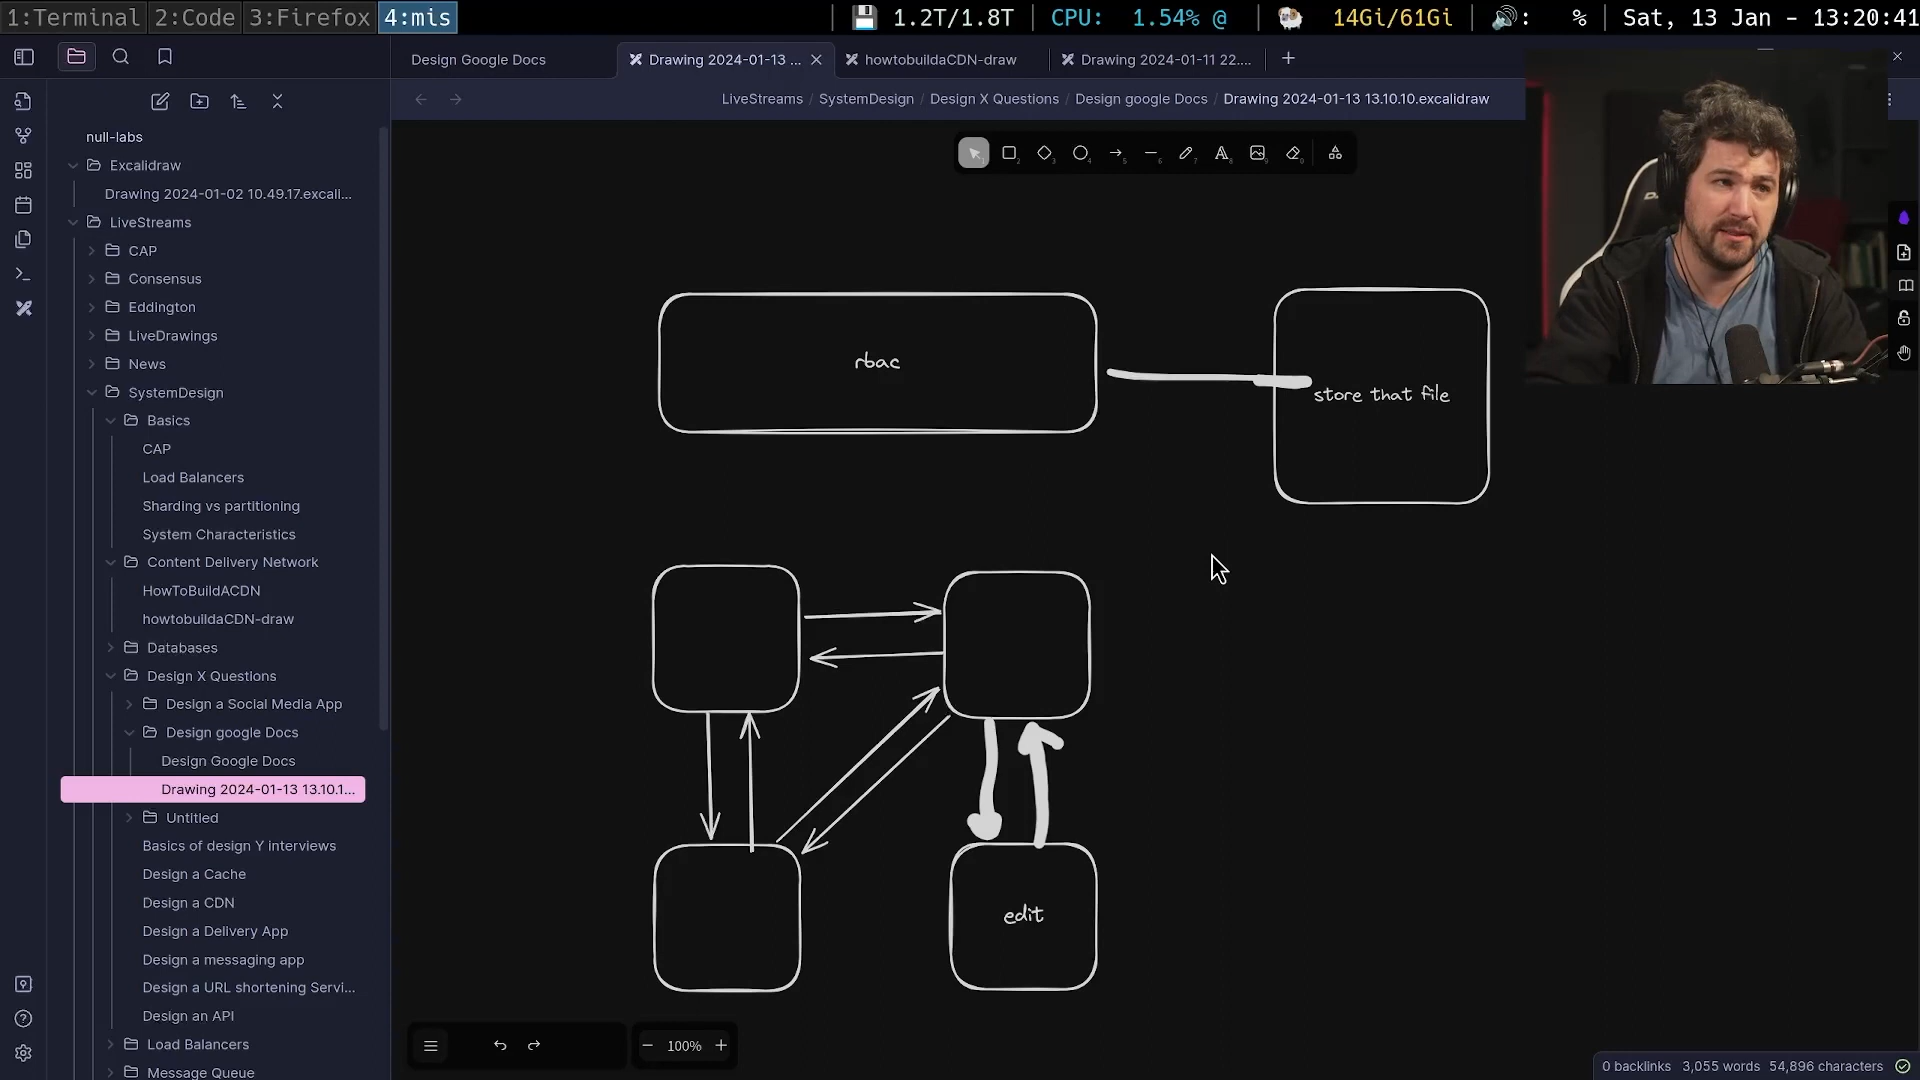 1:Terminal 2:Code 3:Firefox 4:mis
1.2T/1.8T CPU: 1.54% @ 14Gi/61Gi : % Sat, 13 Jan - 13:20:41
Design Google Docs
Drawing 2024-01-13 ...
howtobuildaCDN-draw
Drawing 2024-01-11 22....
LiveStreams / SystemDesign / Design X Questions / Design google Docs / Drawing 2024-01-13 13.10.10.excalidraw
null-labs
Excalidraw
Drawing 2024-01-02 10.49.17.excali...
LiveStreams
CAP
Consensus
Eddington
LiveDrawings
News
SystemDesign
Basics
CAP
Load Balancers
Sharding vs partitioning
System Characteristics
Content Delivery Network
HowToBuildACDN
howtobuildaCDN-draw
Databases
Design X Questions
Design a Social Media App
Design google Docs
Design Google Docs
Drawing 2024-01-13 13.10.1...
Untitled
Basics of design Y interviews
Design a Cache
Design a CDN
Design a Delivery App
Design a messaging app
Design a URL shortening Servi...
Design an API
Load Balancers
Message Queue
rbac
store that file
edit
100%
0 backlinks 3,055 words 54,896 characters